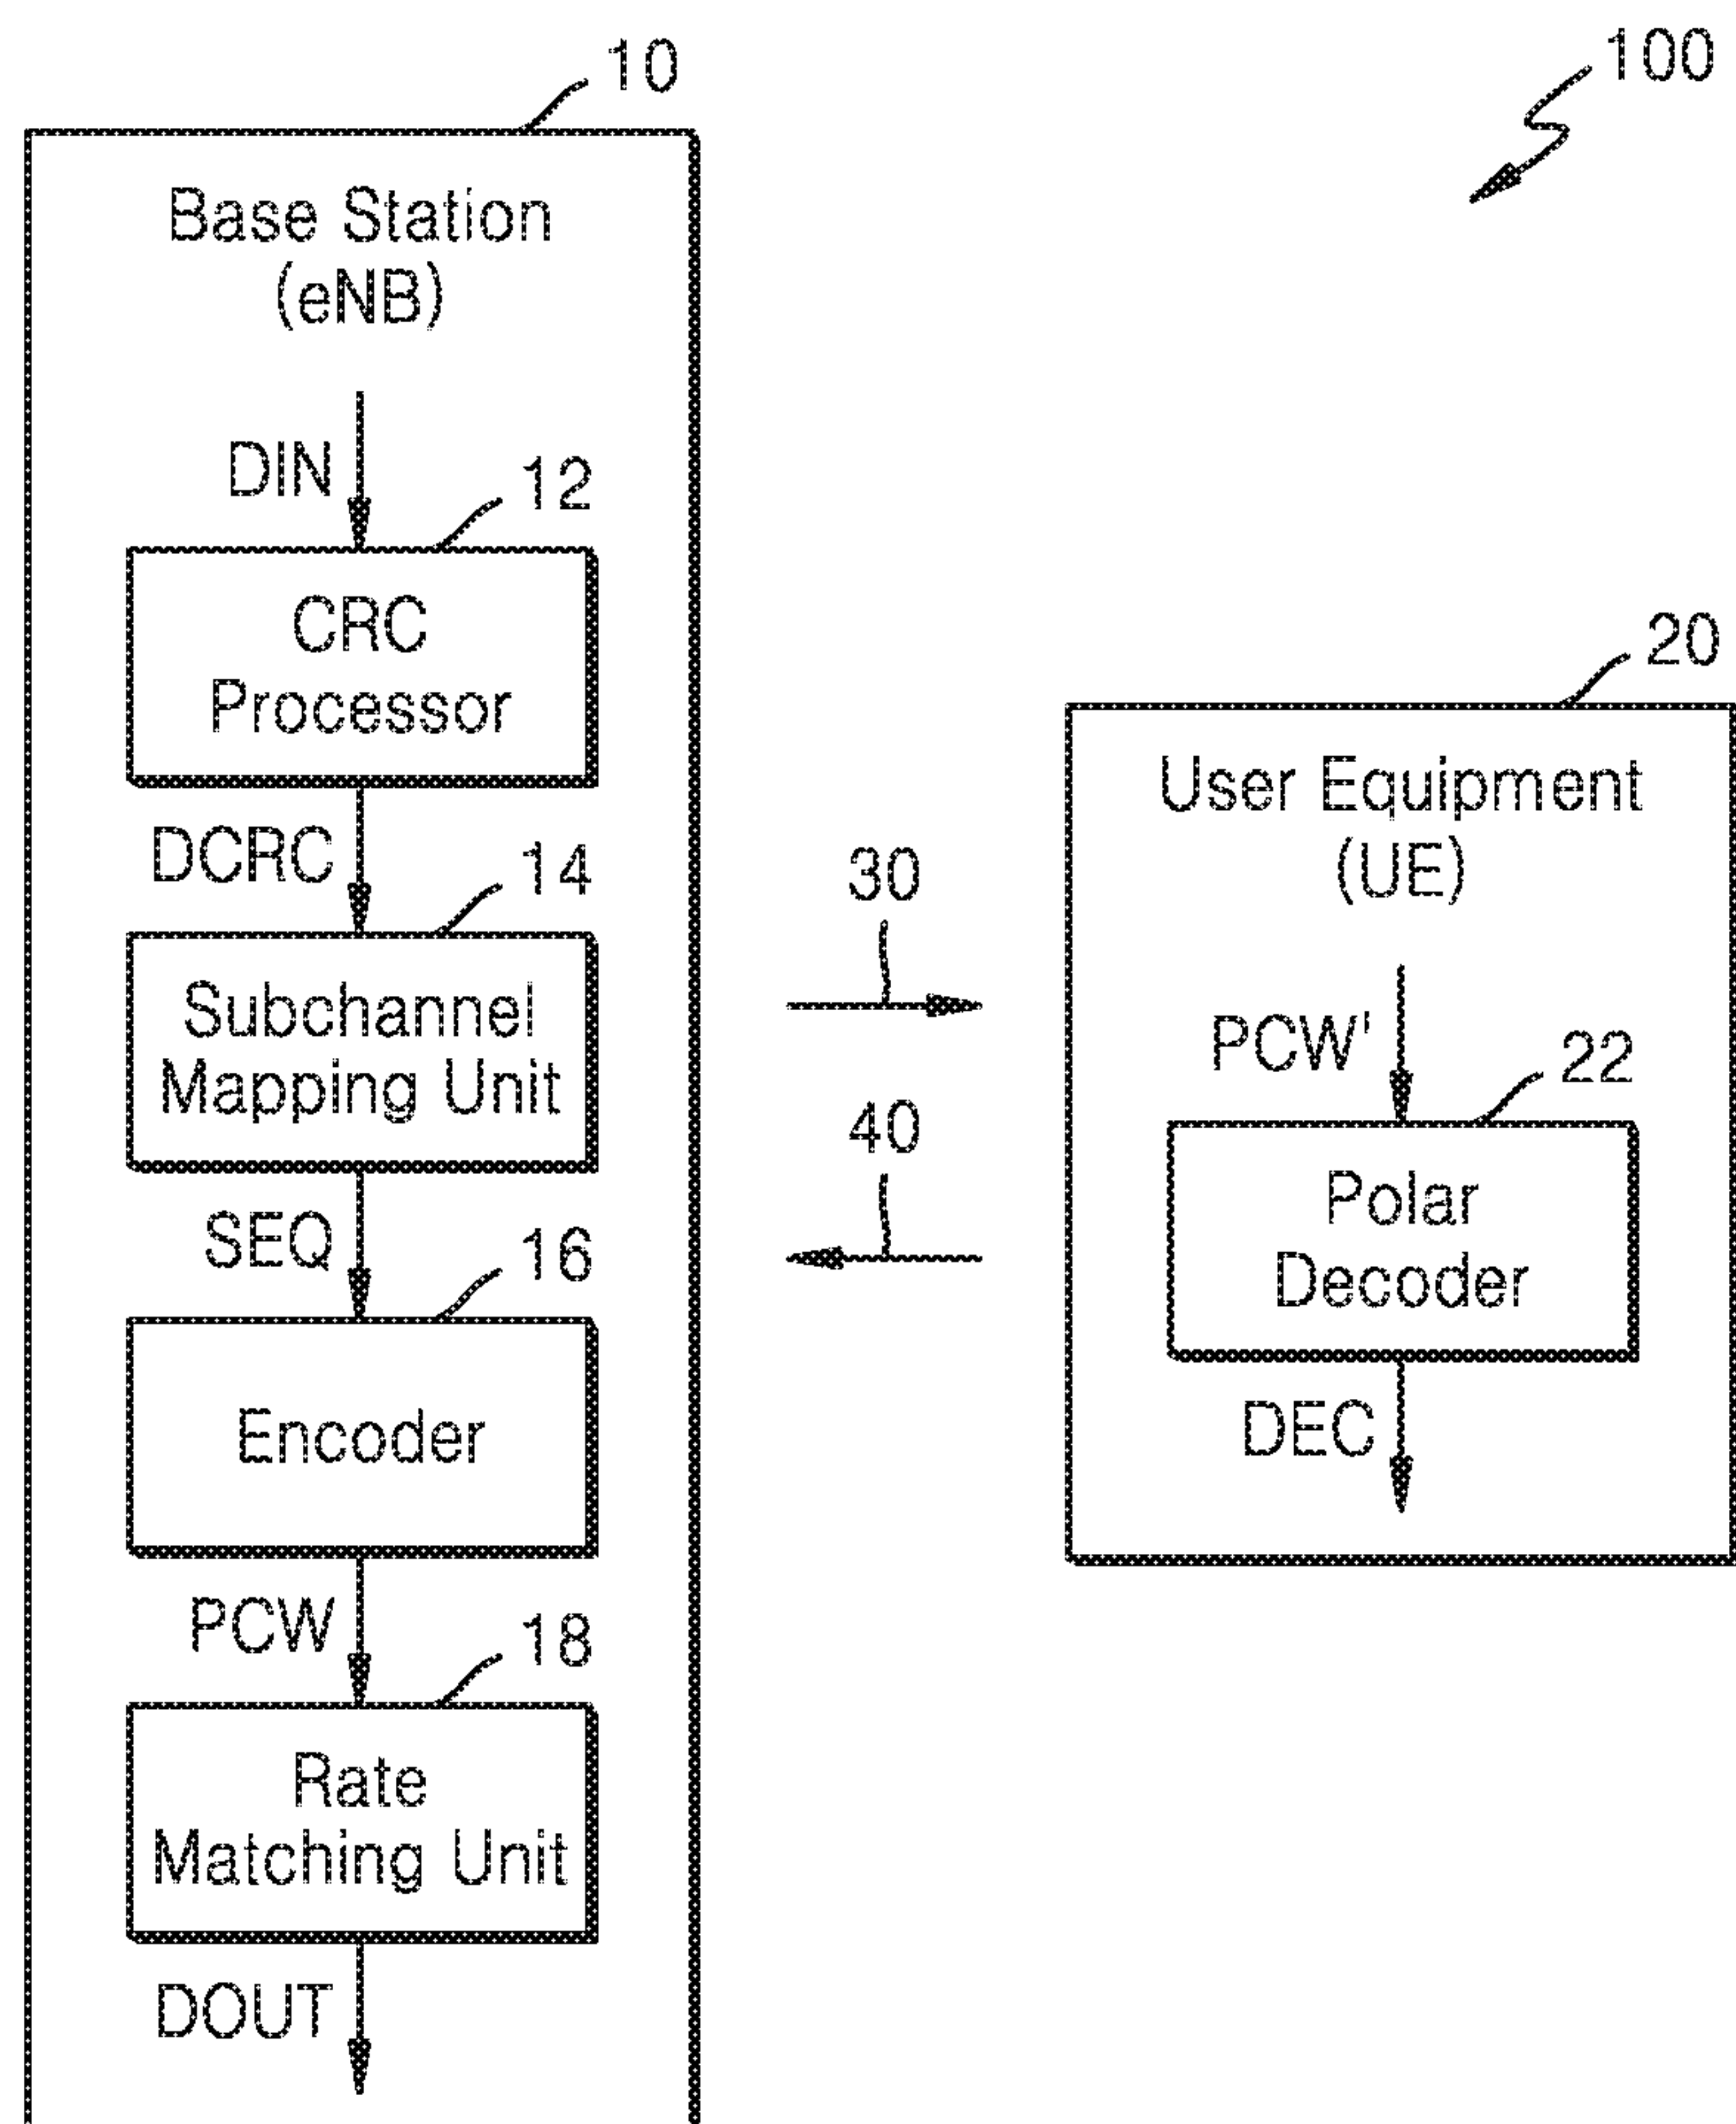 10
100
Base Station
(eNB)
DIN
12
CRC
Processor
DCRC
14
Subchannel
Mapping Unit
SEQ
16
Encoder
PCW
18
Rate
Matching Unit
DOUT
30
40
20
User Equipment
(UE)
PCW'
22
Polar
Decoder
DEC